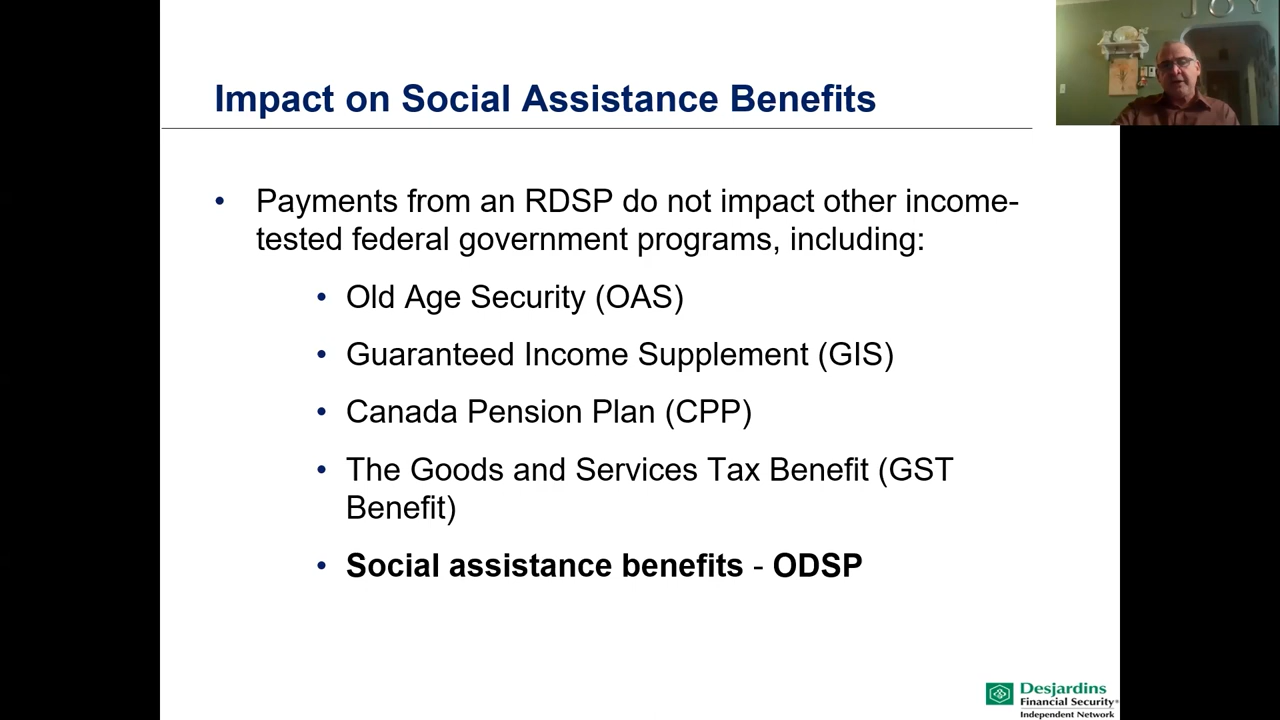 JOY
Impact on Social Assistance Benefits
• Payments from an RDSP do not impact other income-
tested federal government programs, including:
• Old Age Security (OAS)
• Guaranteed Income Supplement (GIS)
• Canada Pension Plan (CPP)
• The Goods and Services Tax Benefit (GST
Benefit)
• Social assistance benefits - ODSP
Desjardins
Financial Security®
Independent Network